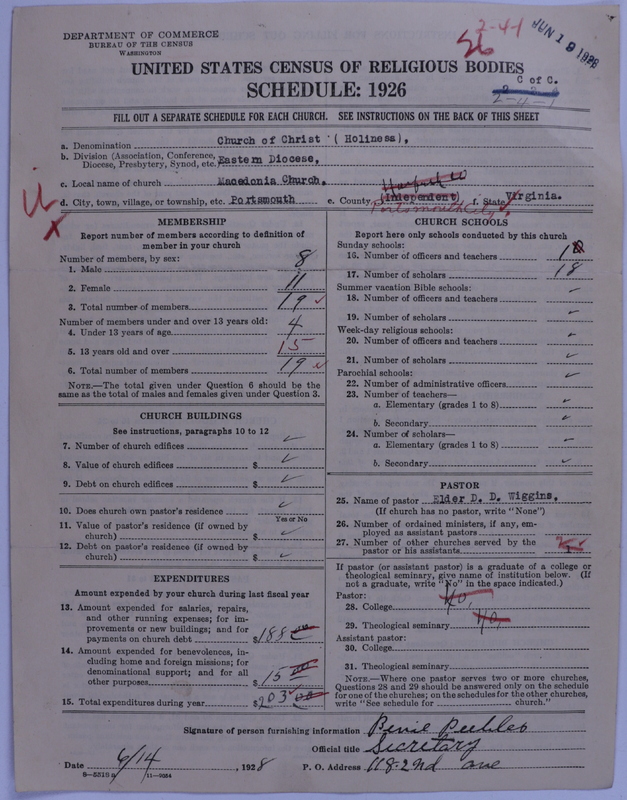 DEPARTMENT OF COMMERCE
BUREAU OF THE CENSUS
WASHINGTON
2-4-1
26
UNITED STATES CENSUS OF RELIGIOUS BODIES
SCHEDULE: 1926
C of C.
2-4-1
FILL OUT A SEPARATE SCHEDULE FOR EACH CHURCH. SEE INSTRUCTIONS ON THE BACK OF THIS SHEET
a. Denomination Church of Christ (Holiness),
b. Division (Association, Conference, Diocese, Presbytery, Synod, etc. Eastern Diocese,
c. Local name of church Macedonia Church,
d. City, town, village, or township, etc. Portsmouth e. County, (Independent) f. State Virginia.
Portsmouth City
MEMBERSHIP
Report number of members according to definition of
member in your church
Number of members, by sex:
1. Male 8
2. Female 11
3. Total number of members 19
Number of members under and over 13 years old:
4. Under 13 years of age 4
5. 13 years old and over 15
6. Total number of members 19
NOTE.—The total given under Question 6 should be
the same as the total of males and females given under Question 3.
CHURCH BUILDINGS
See instructions, paragraphs 10 to 12
7. Number of church edifices
8. Value of church edifices $
9. Debt on church edifices $
10. Does church own pastor's residence
Yes or No
11. Value of pastor's residence (if owned by
church) $
12. Debt on pastor's residence (if owned by
church) $
EXPENDITURES
Amount expended by your church during last fiscal year
13. Amount expended for salaries, repairs,
and other running expenses; for im-
provements or new buildings; and for
payments on church debt $188
14. Amount expended for benevolences, in-
cluding home and foreign missions; for
denominational support; and for all
other purposes $15
15. Total expenditures during year $203
CHURCH SCHOOLS
Report here only schools conducted by this church
Sunday schools:
16. Number of officers and teachers
17. Number of scholars 18
Summer vacation Bible schools:
18. Number of officers and teachers
19. Number of scholars
Week-day religious schools:
20. Number of officers and teachers
21. Number of scholars
Parochial schools:
22. Number of administrative officers
23. Number of teachers—
a. Elementary (grades 1 to 8)
b. Secondary
24. Number of scholars—
a. Elementary (grades 1 to 8)
b. Secondary
PASTOR
25. Name of pastor Elder D. D. Wiggins.
(If church has no pastor, write "None")
26. Number of ordained ministers, if any, em-
ployed as assistant pastors
27. Number of other churches served by the
pastor or his assistants
If pastor (or assistant pastor) is a graduate of a college or
theological seminary, give name of institution below. (If
not a graduate, write "No" in the space indicated.)
Pastor:
28. College No,
29. Theological seminary No,
Assistant pastor:
30. College
31. Theological seminary
NOTE.—Where one pastor serves two or more churches,
Questions 28 and 29 should be answered only on the schedule
for one of the churches; on the schedules for the other churches,
write "See schedule for church."
Signature of person furnishing information
Official title Secretary
Date 6/14, 1928 P. O. Address 118-2nd ave
8-5519 a 11-9034